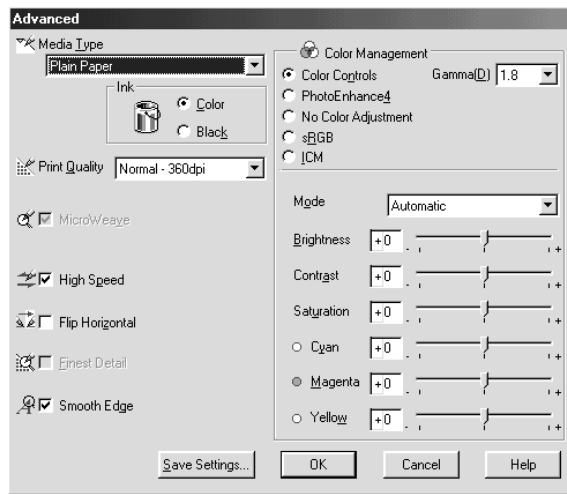 Advanced
Media Type
Plain Paper
Ink
Color
Black
Print Quality
Normal - 360dpi
MicroWeave
High Speed
Flip Horizontal
Finest Detail
Smooth Edge
Color Management
Color Controls
Gamma(D)
1.8
PhotoEnhance4
No Color Adjustment
sRGB
ICM
Mode
Automatic
Brightness +0 - +
Contrast +0 - +
Saturation +0 - +
Cyan +0 - +
Magenta +0 - +
Yellow +0 - +
Save Settings...
OK
Cancel
Help